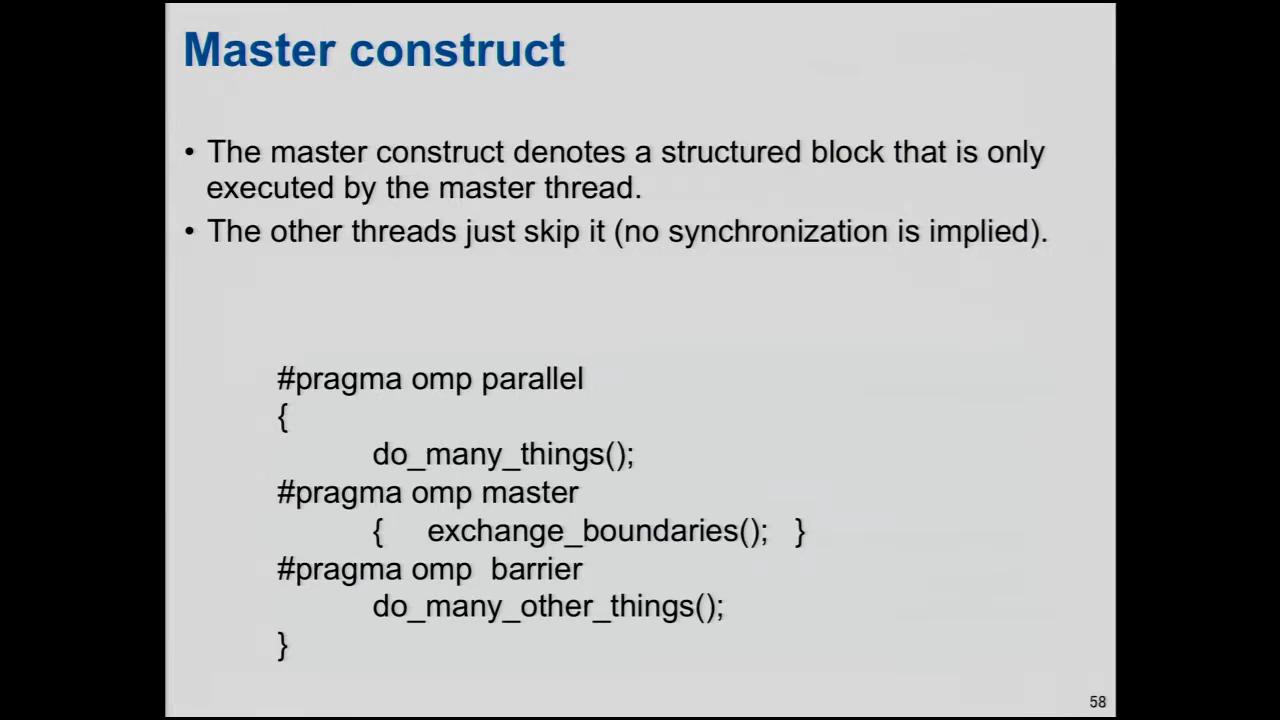 Master construct
• The master construct denotes a structured block that is only
executed by the master thread.
• The other threads just skip it (no synchronization is implied).
#pragma omp parallel
{
do_many_things();
#pragma omp master
{ exchange_boundaries(); }
#pragma omp barrier
do_many_other_things();
}
58